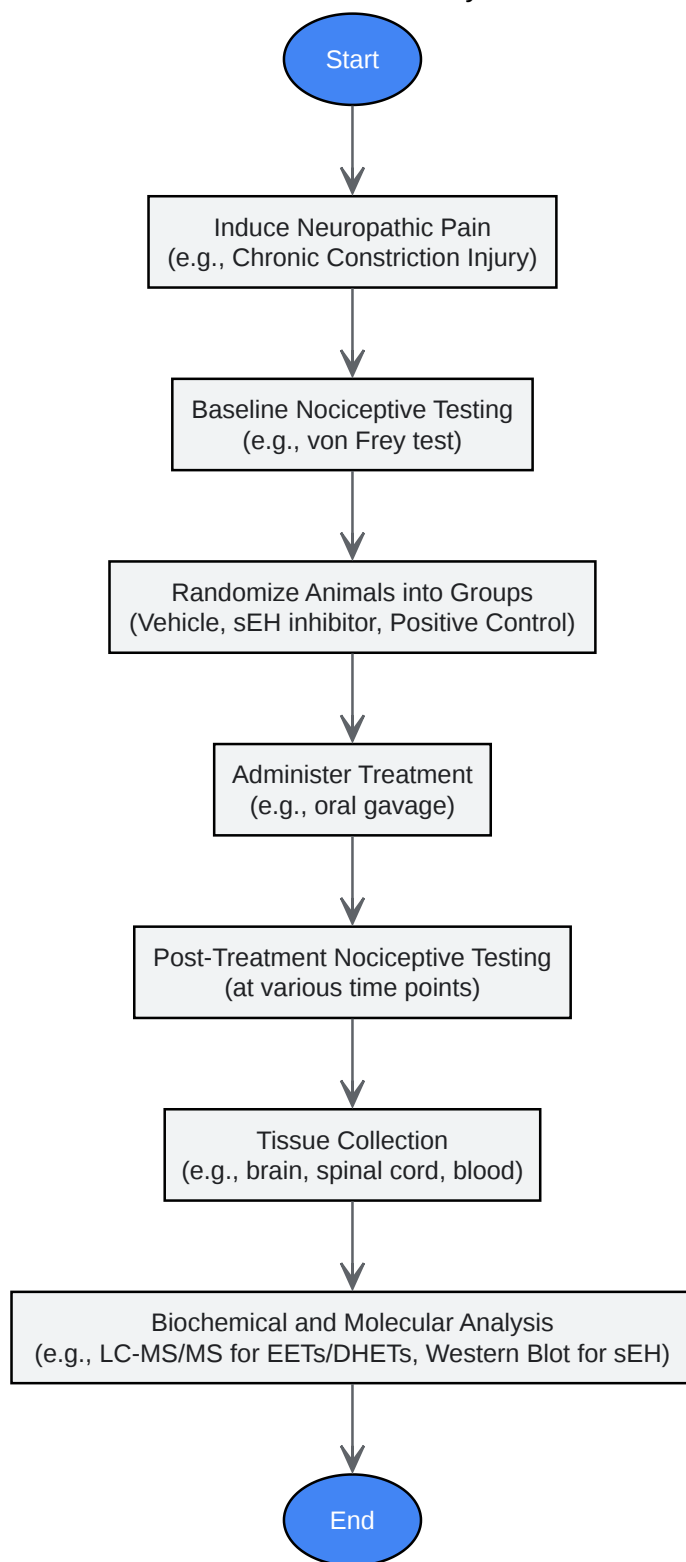 Start
Induce Neuropathic Pain
(e.g., Chronic Constriction Injury)
Baseline Nociceptive Testing
(e.g., von Frey test)
Randomize Animals into Groups
(Vehicle, sEH inhibitor, Positive Control)
Administer Treatment
(e.g., oral gavage)
Post-Treatment Nociceptive Testing
(at various time points)
Tissue Collection
(e.g., brain, spinal cord, blood)
Biochemical and Molecular Analysis
(e.g., LC-MS/MS for EETs/DHETs, Western Blot for sEH)
End